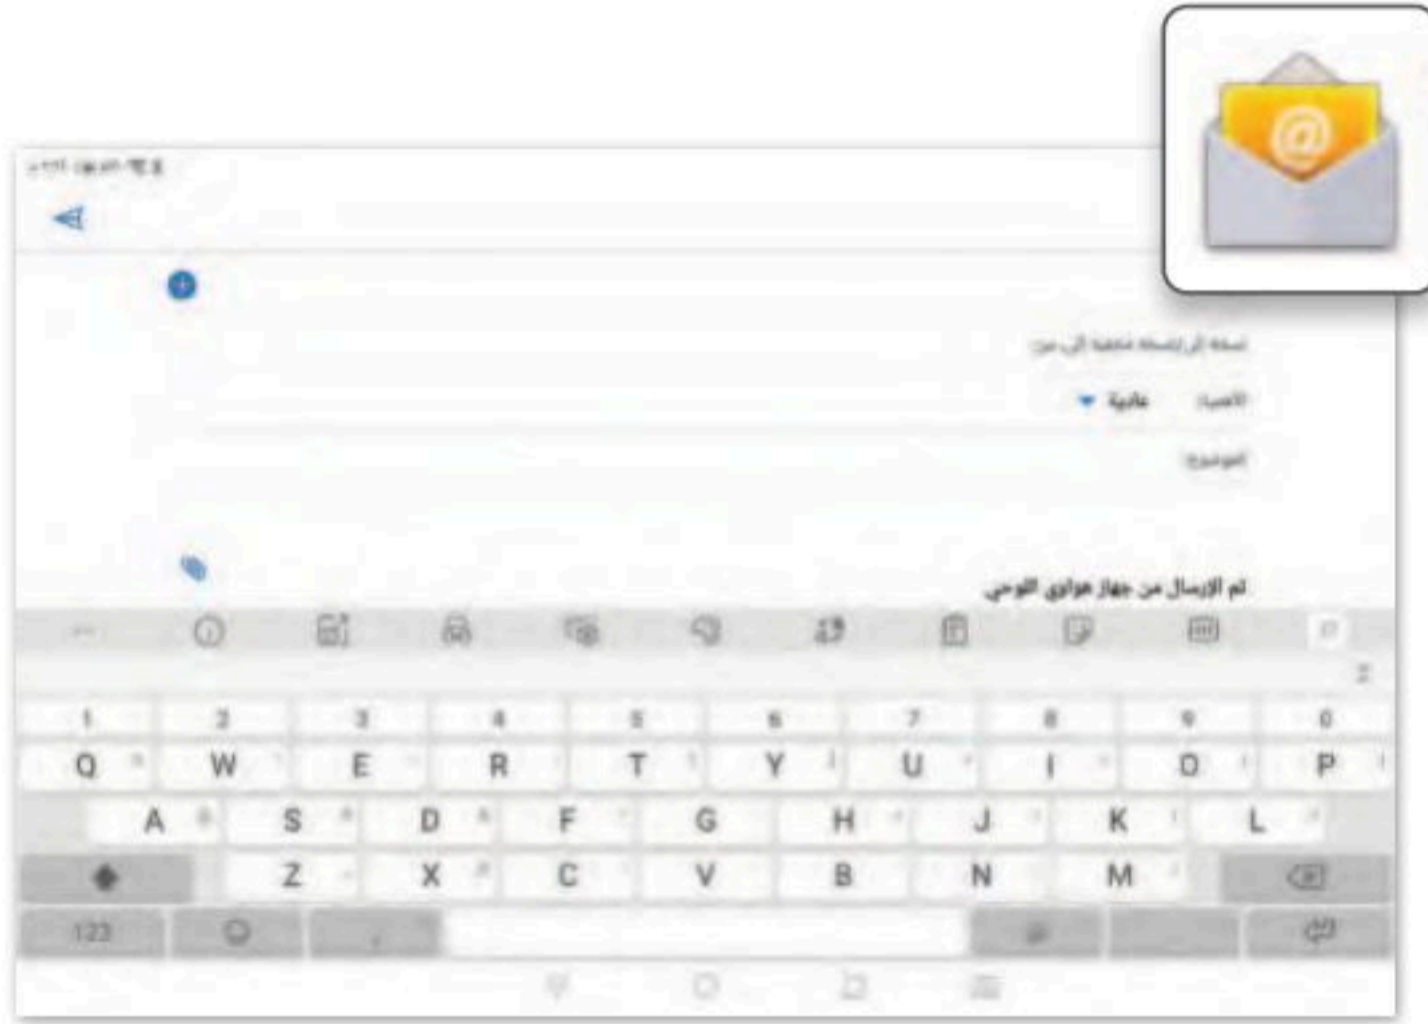 @
نسخة إلى/نسخة مخفية إلى من:
الأهمية: عادية
الموضوع:
تم الإرسال من جهاز هواوي اللوحي.
1 2 3 4 5 6 7 8 9 0
Q W E R T Y U I O P
A S D F G H J K L
Z X C V B N M
123 ,